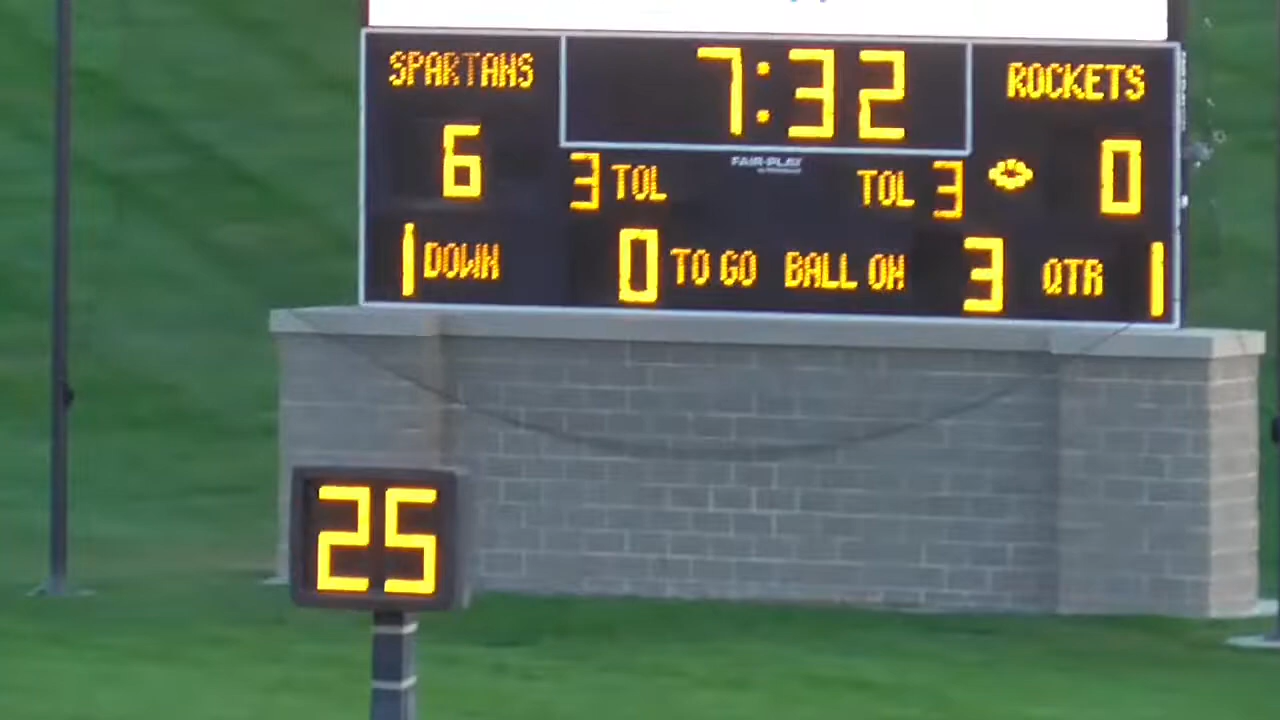 SPARTANS 7:32 ROCKETS
FAIR-PLAY
6 3 TOL TOL 3 0
1 DOWN 0 TO GO BALL ON 3 QTR 1
25